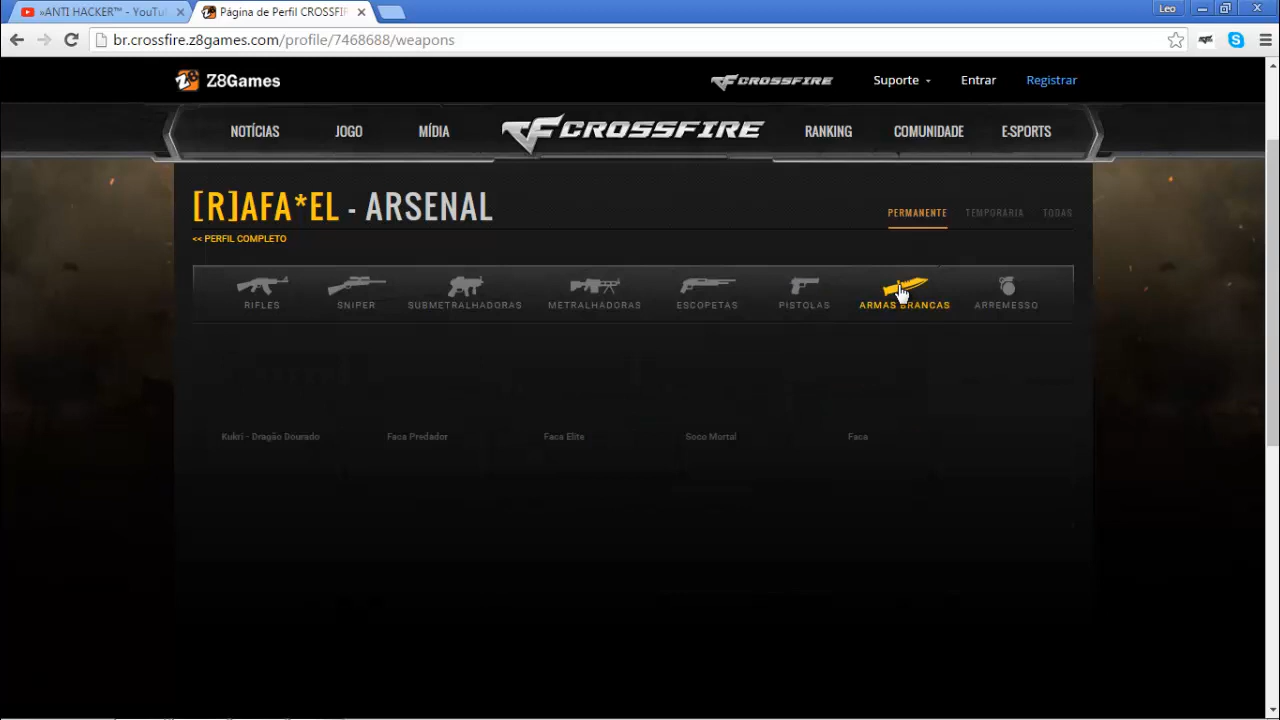 »ANTI HACKER™ - YouTu
Página de Perfil CROSSFIR
Leo
br.crossfire.z8games.com/profile/7468688/weapons
Z8Games
CROSSFIRE
Suporte
Entrar
Registrar
NOTÍCIAS
JOGO
MÍDIA
CROSSFIRE
RANKING
COMUNIDADE
E-SPORTS
[R]AFA*EL - ARSENAL
PERMANENTE
TEMPORARIA
TODAS
<< PERFIL COMPLETO
RIFLES
SNIPER
SUBMETRALHADORAS
METRALHADORAS
ESCOPETAS
PISTOLAS
ARMAS BRANCAS
ARREMESSO
Kukri - Dragão Dourado
Faca Predador
Faca Elite
Soco Mortal
Faca